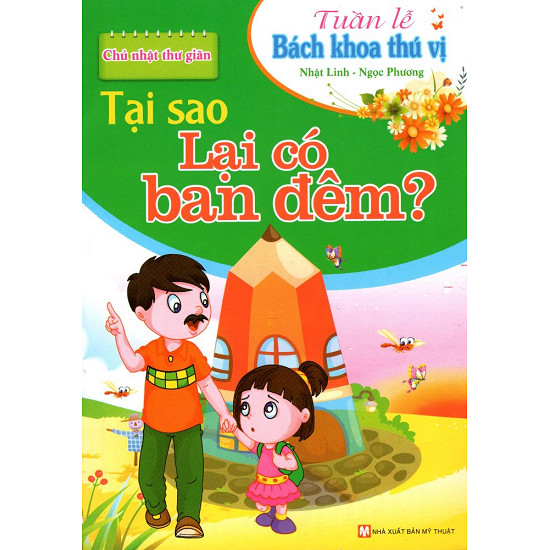 Tuần lễ
Bách khoa thú vị
Nhật Linh - Ngọc Phương
Chủ nhật thư giãn
Tại sao
Lại có
ban đêm?
NHÀ XUẤT BẢN MỸ THUẬT